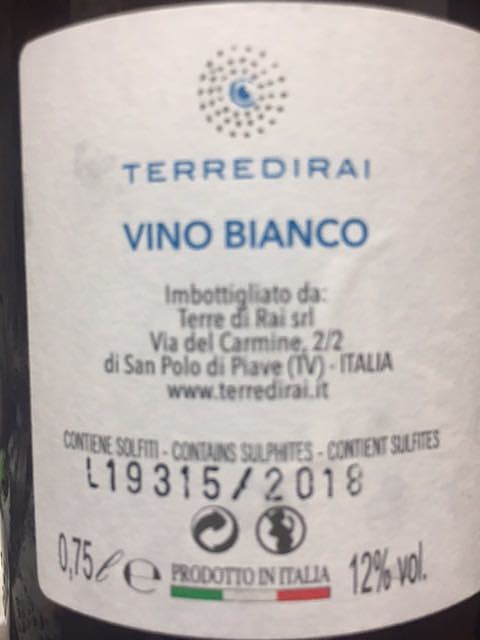 TERREDIRAI
VINO BIANCO
Imbottigliato da:
Terre di Rai srl
Via del Carmine, 2/2
di San Polo di Piave (TV) - ITALIA
www.terredirai.it
CONTIENE SOLFITI - CONTAINS SULPHITES - CONTIENT SULFITES
L19315/2018
0,75 ℓ e PRODOTTO IN ITALIA 12% vol.